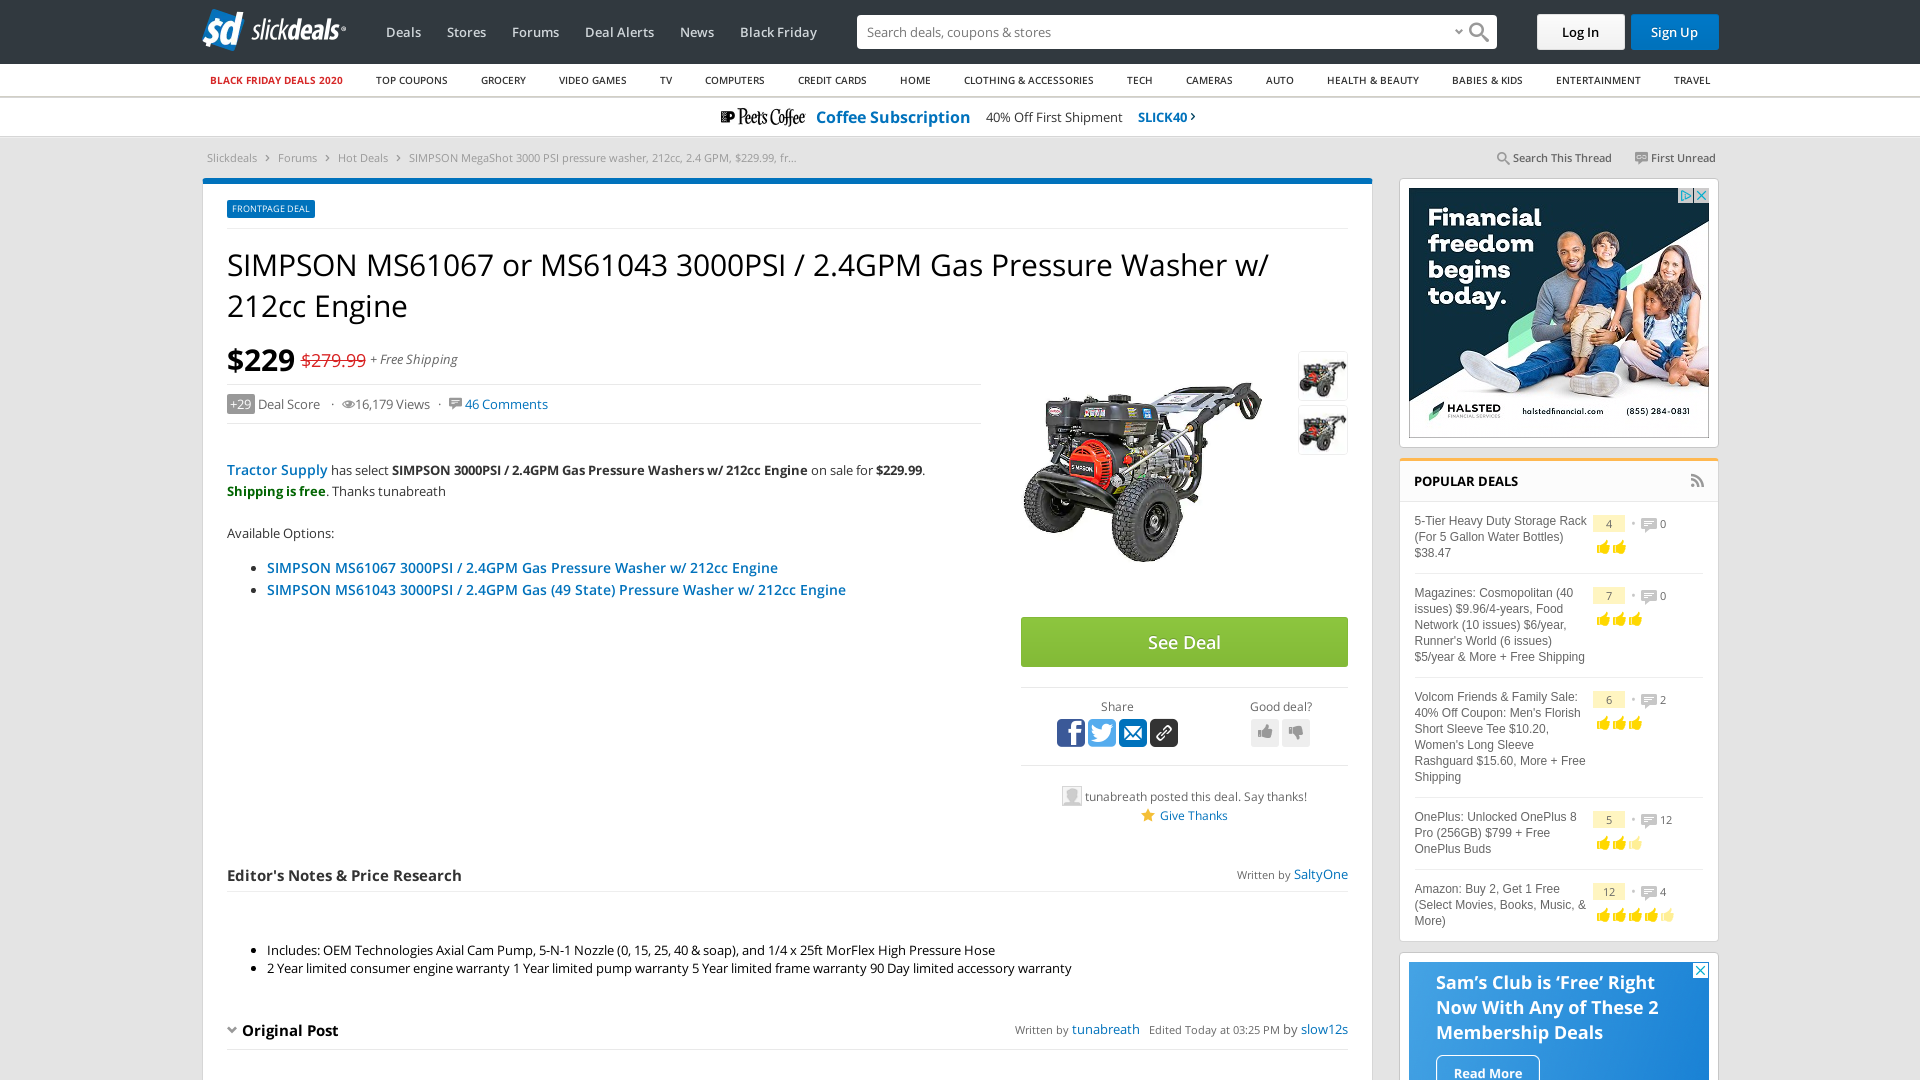 slickdeals
Deals
Stores
Forums
Deal Alerts
News
Black Friday
Search deals, coupons & stores
Log In
Sign Up
BLACK FRIDAY DEALS 2020
TOP COUPONS
GROCERY
VIDEO GAMES
TV
COMPUTERS
CREDIT CARDS
HOME
CLOTHING & ACCESSORIES
TECH
CAMERAS
AUTO
HEALTH & BEAUTY
BABIES & KIDS
ENTERTAINMENT
TRAVEL
Peet's Coffee Coffee Subscription 40% Off First Shipment SLICK40
Slickdeals › Forums › Hot Deals › SIMPSON MegaShot 3000 PSI pressure washer, 212cc, 2.4 GPM, $229.99, fr...
Search This Thread
First Unread
FRONTPAGE DEAL
SIMPSON MS61067 or MS61043 3000PSI / 2.4GPM Gas Pressure Washer w/
212cc Engine
$229 $279.99 + Free Shipping
+29 Deal Score · 16,179 Views · 46 Comments
Tractor Supply has select SIMPSON 3000PSI / 2.4GPM Gas Pressure Washers w/ 212cc Engine on sale for $229.99.
Shipping is free. Thanks tunabreath
Available Options:
• SIMPSON MS61067 3000PSI / 2.4GPM Gas Pressure Washer w/ 212cc Engine
• SIMPSON MS61043 3000PSI / 2.4GPM Gas (49 State) Pressure Washer w/ 212cc Engine
SIMPSON
See Deal
Share
Good deal?
tunabreath posted this deal. Say thanks!
Give Thanks
Editor's Notes & Price Research
Written by SaltyOne
• Includes: OEM Technologies Axial Cam Pump, 5-N-1 Nozzle (0, 15, 25, 40 & soap), and 1/4 x 25ft MorFlex High Pressure Hose
• 2 Year limited consumer engine warranty 1 Year limited pump warranty 5 Year limited frame warranty 90 Day limited accessory warranty
Original Post
Written by tunabreath Edited Today at 03:25 PM by slow12s
Financial
freedom
begins
today.
HALSTED
FINANCIAL SERVICES
halstedfinancial.com
(855) 284-0831
POPULAR DEALS
5-Tier Heavy Duty Storage Rack
(For 5 Gallon Water Bottles)
$38.47
4 • 0
Magazines: Cosmopolitan (40
issues) $9.96/4-years, Food
Network (10 issues) $6/year,
Runner's World (6 issues)
$5/year & More + Free Shipping
7 • 0
Volcom Friends & Family Sale:
40% Off Coupon: Men's Florish
Short Sleeve Tee $10.20,
Women's Long Sleeve
Rashguard $15.60, More + Free
Shipping
6 • 2
OnePlus: Unlocked OnePlus 8
Pro (256GB) $799 + Free
OnePlus Buds
5 • 12
Amazon: Buy 2, Get 1 Free
(Select Movies, Books, Music, &
More)
12 • 4
Sam's Club is 'Free' Right
Now With Any of These 2
Membership Deals
Read More